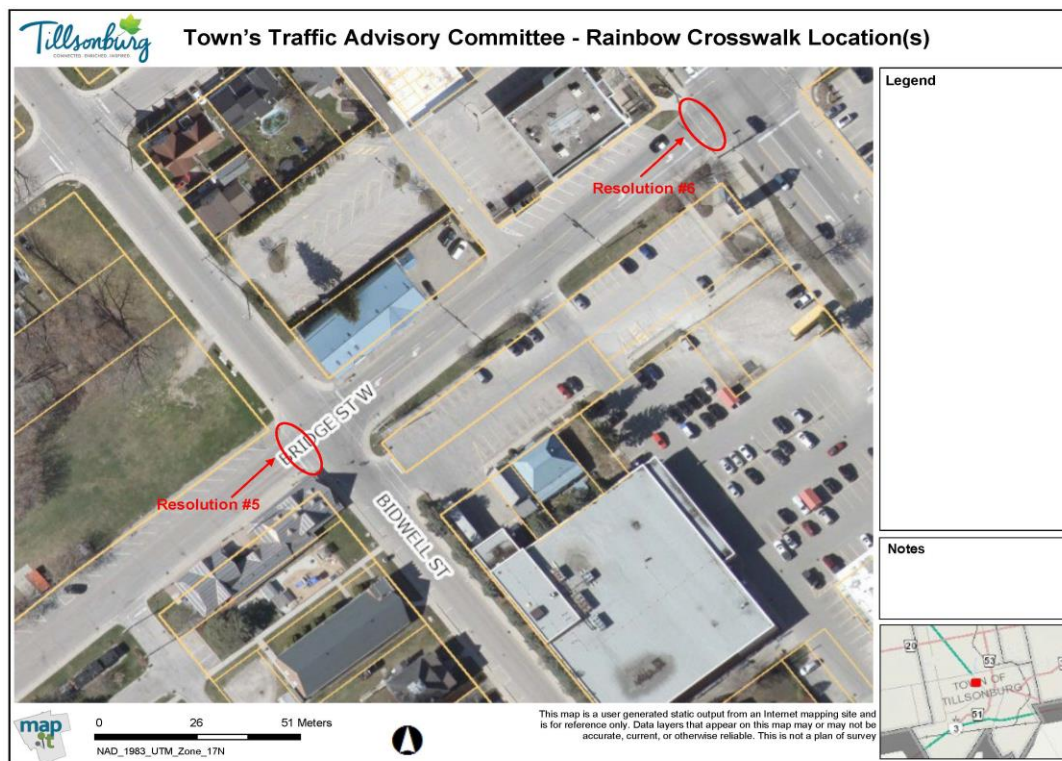 Tillsonburg
CONNECTED. ENRICHED. INSPIRED.
Town's Traffic Advisory Committee - Rainbow Crosswalk Location(s)
Legend
Resolution #6
BRIDGE ST W
Resolution #5
BIDWELL ST
Notes
20
53
TOWN OF
TILLSONBURG
51
3
map
it
0 26 51 Meters
NAD_1983_UTM_Zone_17N
This map is a user generated static output from an Internet mapping site and
is for reference only. Data layers that appear on this map may or may not be
accurate, current, or otherwise reliable. This is not a plan of survey